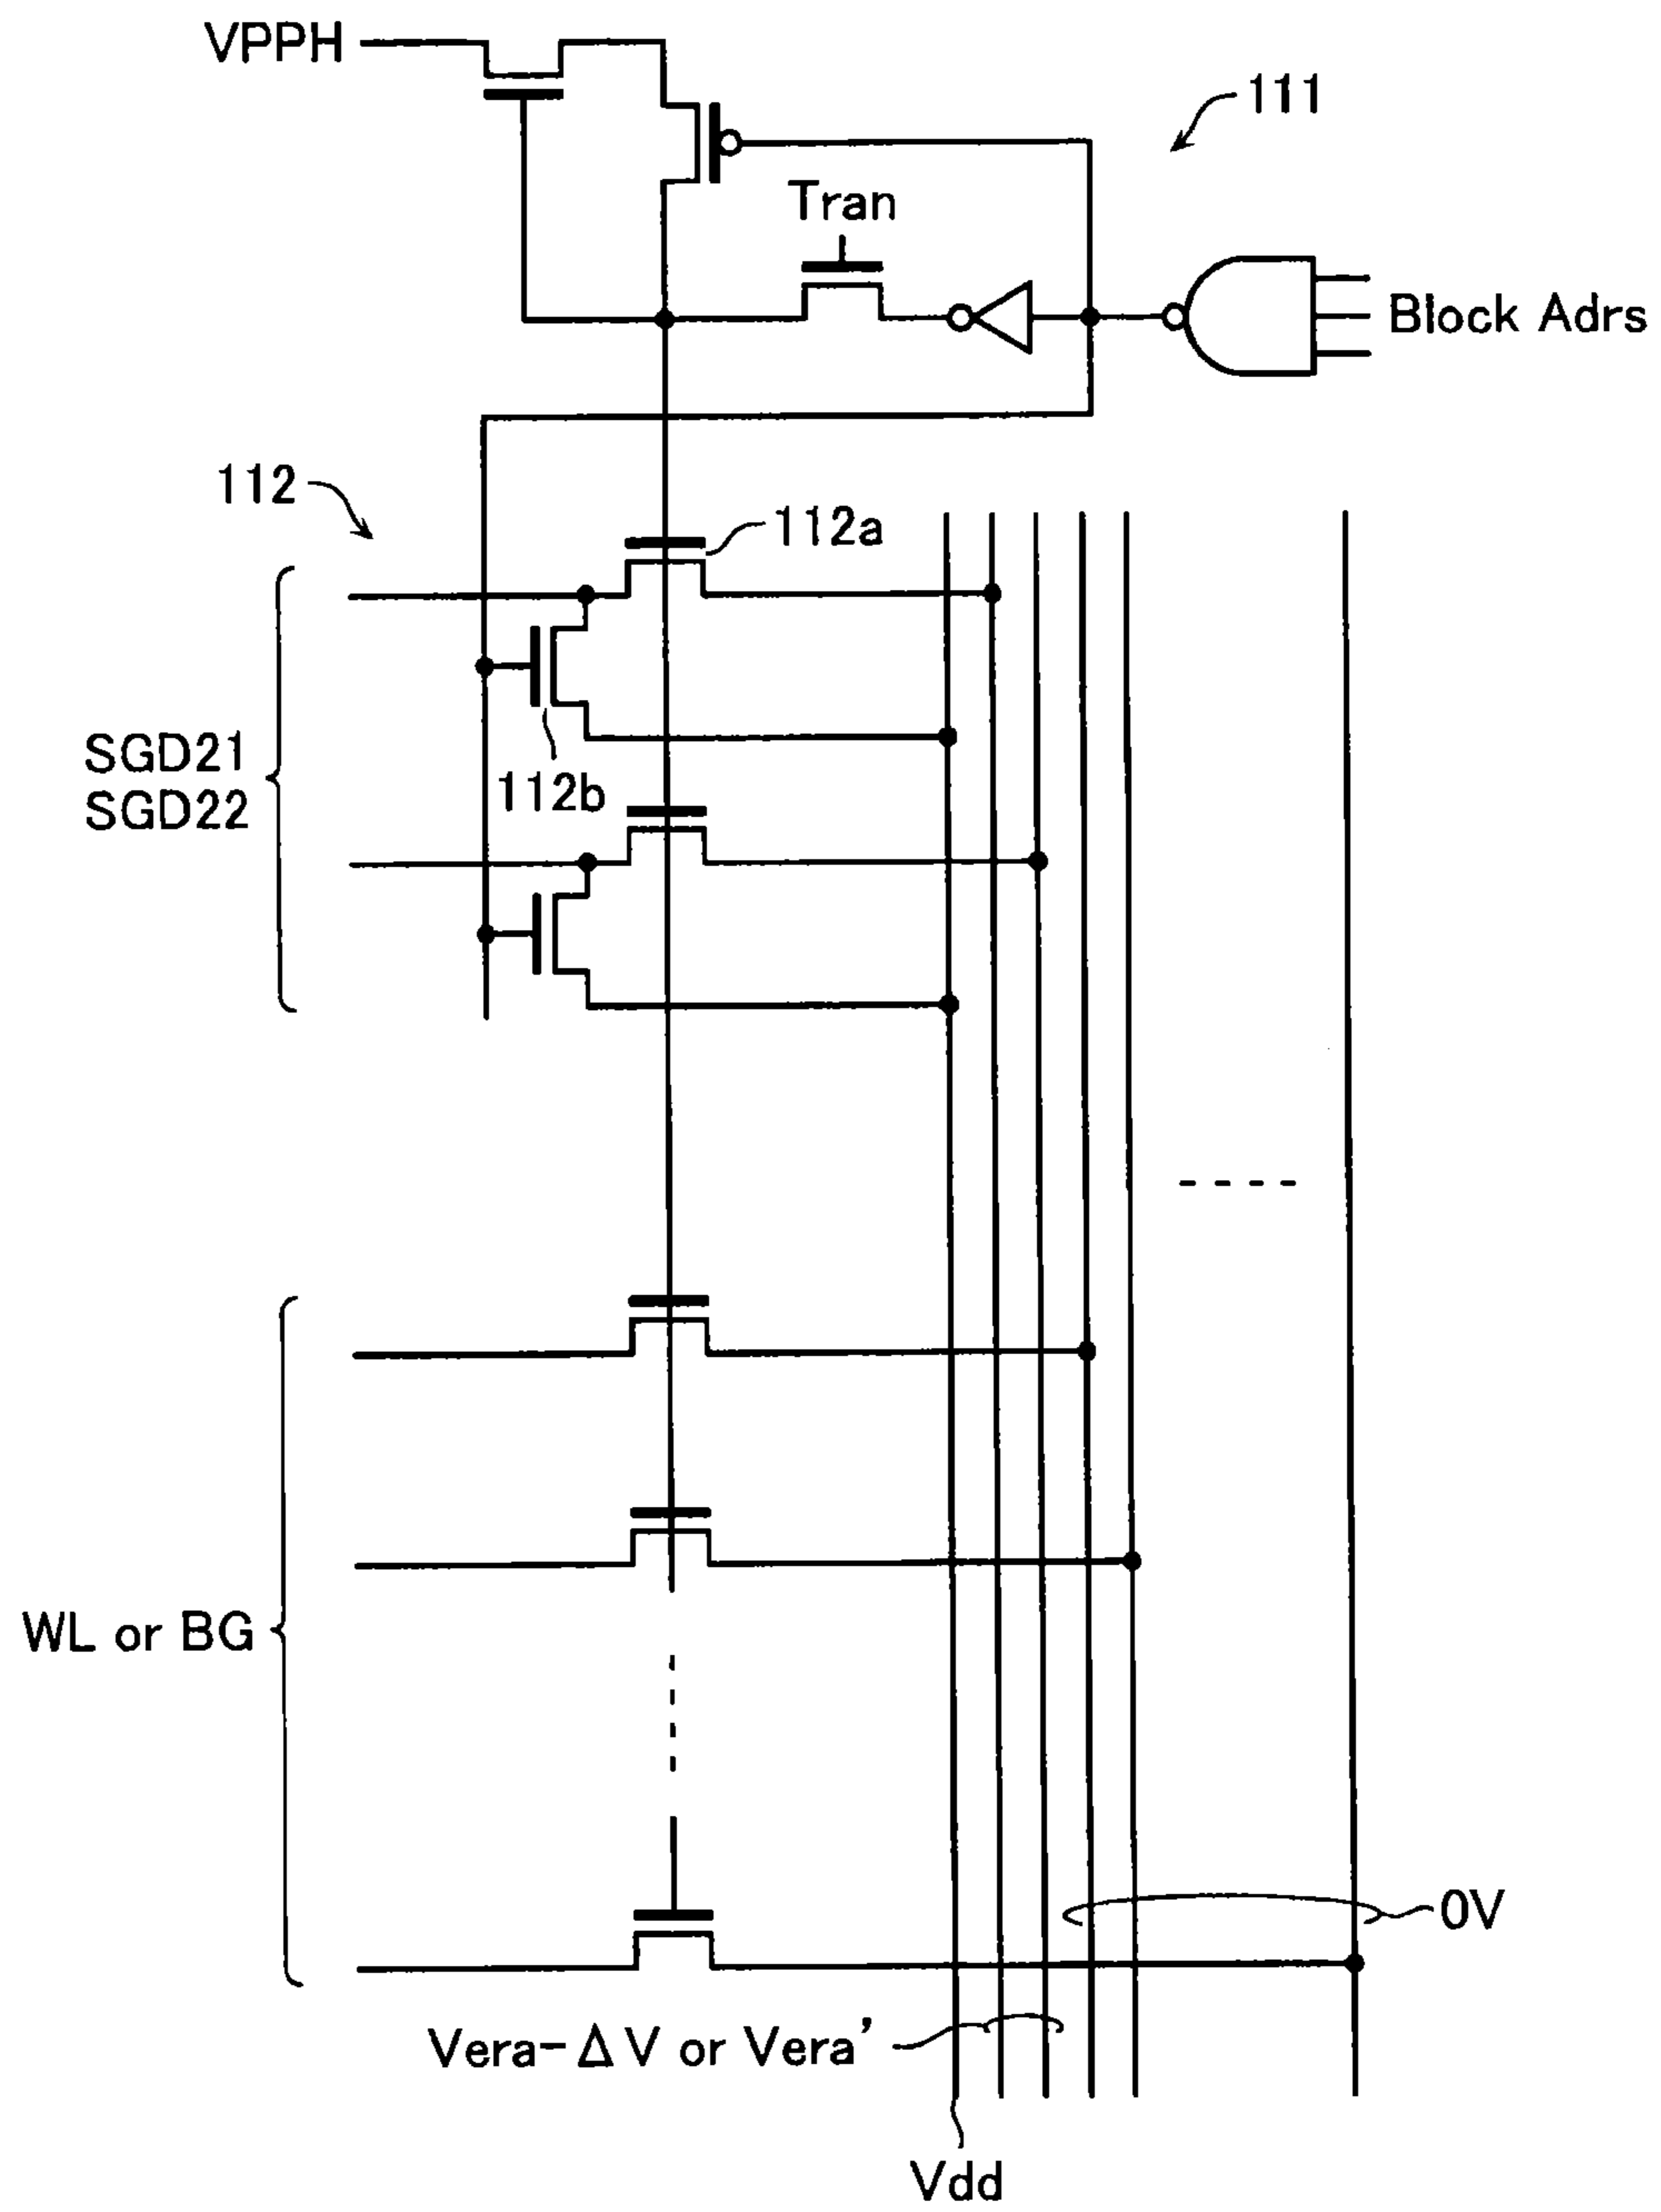 VPPH
111
Tran
Block Adrs
112
112a
SGD21
SGD22
112b
WL or BG
0V
Vera-ΔV or Vera'
Vdd